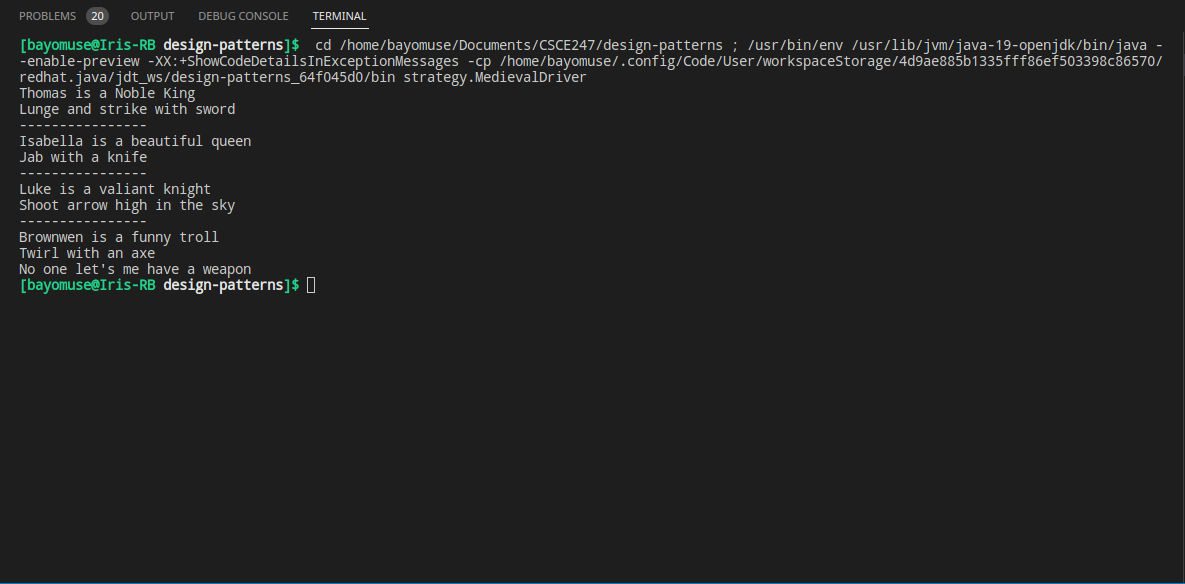 PROBLEMS 20 OUTPUT DEBUG CONSOLE TERMINAL
[bayomuse@Iris-RB design-patterns]$  cd /home/bayomuse/Documents/CSCE247/design-patterns ; /usr/bin/env /usr/lib/jvm/java-19-openjdk/bin/java -
-enable-preview -XX:+ShowCodeDetailsInExceptionMessages -cp /home/bayomuse/.config/Code/User/workspaceStorage/4d9ae885b1335fff86ef503398c86570/
redhat.java/jdt_ws/design-patterns_64f045d0/bin strategy.MedievalDriver
Thomas is a Noble King
Lunge and strike with sword
----------------
Isabella is a beautiful queen
Jab with a knife
----------------
Luke is a valiant knight
Shoot arrow high in the sky
----------------
Brownwen is a funny troll
Twirl with an axe
No one let's me have a weapon
[bayomuse@Iris-RB design-patterns]$